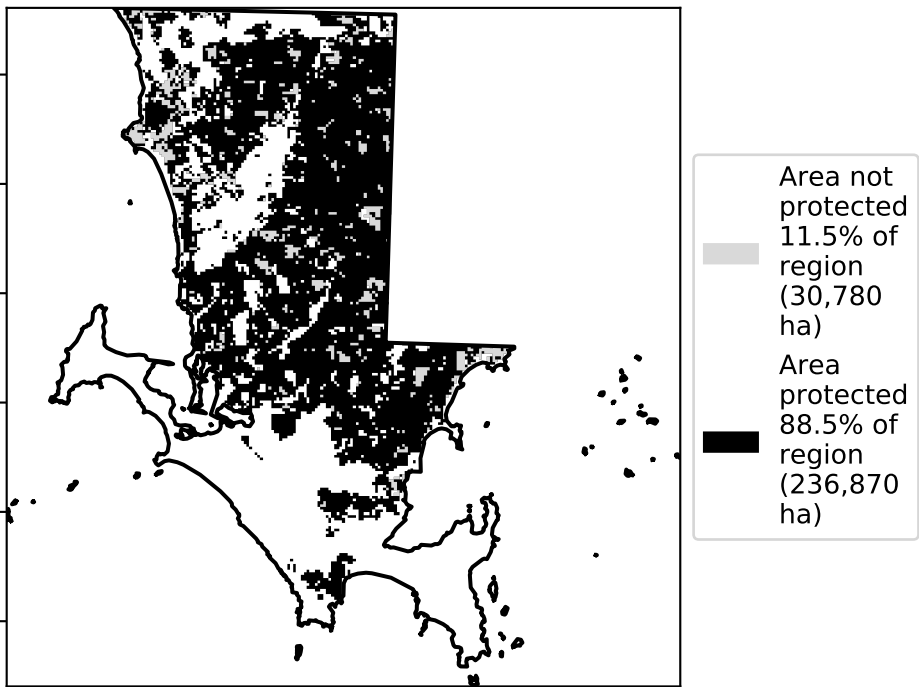 Area not
protected
11.5% of
region
(30,780
ha)
Area
protected
88.5% of
region
(236,870
ha)